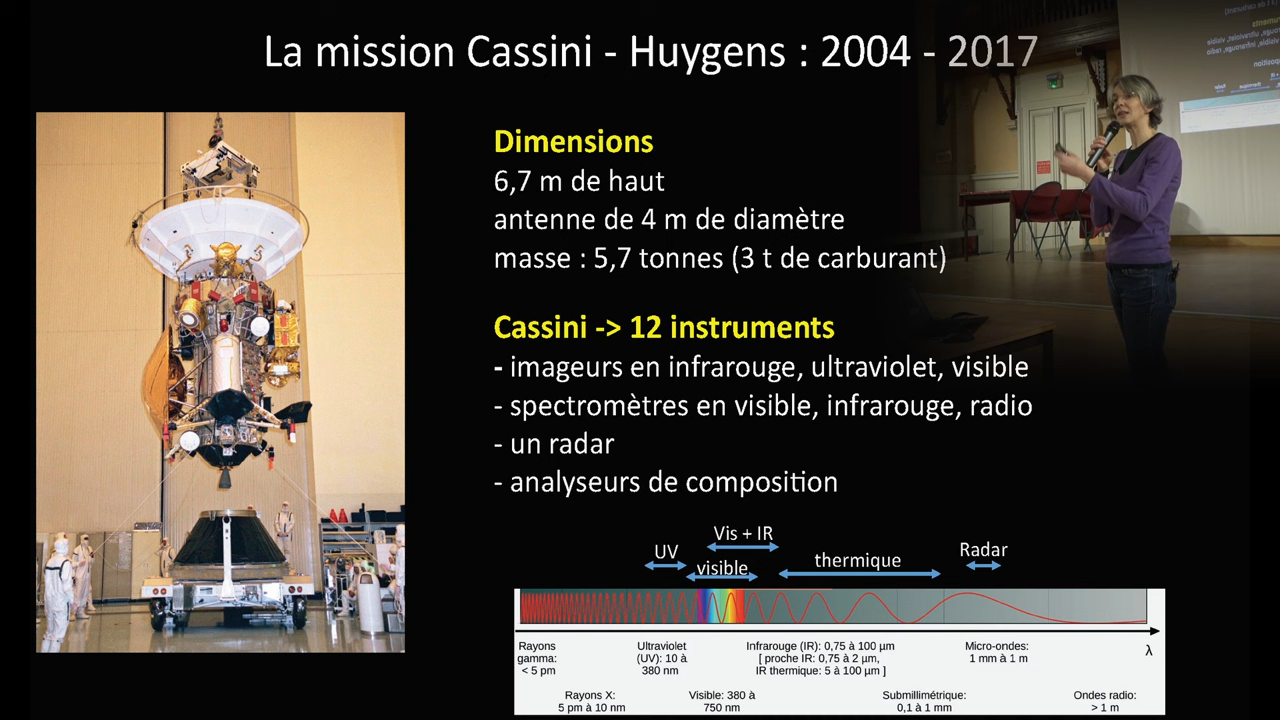 La mission Cassini - Huygens : 2004 - 2017
Dimensions
6,7 m de haut
antenne de 4 m de diamètre
masse : 5,7 tonnes (3 t de carburant)
Cassini -> 12 instruments
- imageurs en infrarouge, ultraviolet, visible
- spectromètres en visible, infrarouge, radio
- un radar
- analyseurs de composition
UV
Vis + IR
visible
thermique
Radar
Rayons
gamma:
< 5 pm
Ultraviolet
(UV): 10 à
380 nm
Infrarouge (IR): 0,75 à 100 µm
[ proche IR: 0,75 à 2 µm,
IR thermique: 5 à 100 µm ]
Micro-ondes:
1 mm à 1 m
λ
Rayons X:
5 pm à 10 nm
Visible: 380 à
750 nm
Submillimétrique:
0,1 à 1 mm
Ondes radio:
> 1 m